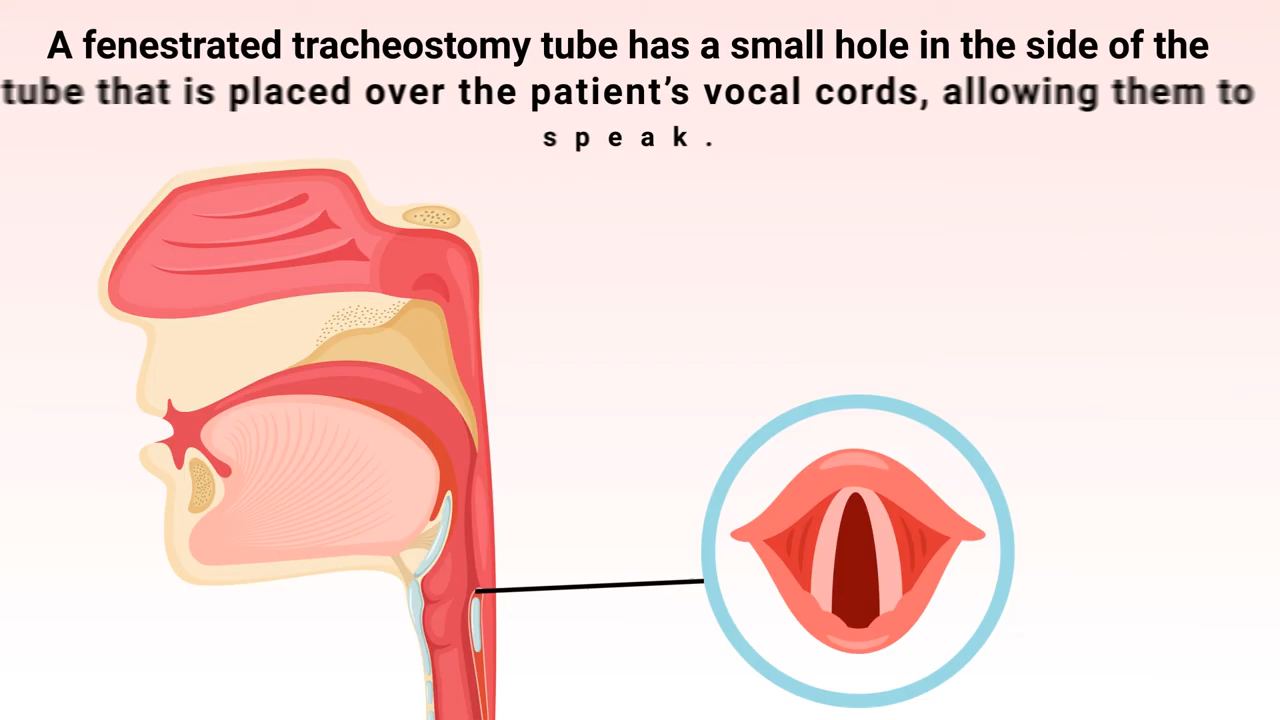 A fenestrated tracheostomy tube has a small hole in the side of the
tube that is placed over the patient’s vocal cords, allowing them to
speak.